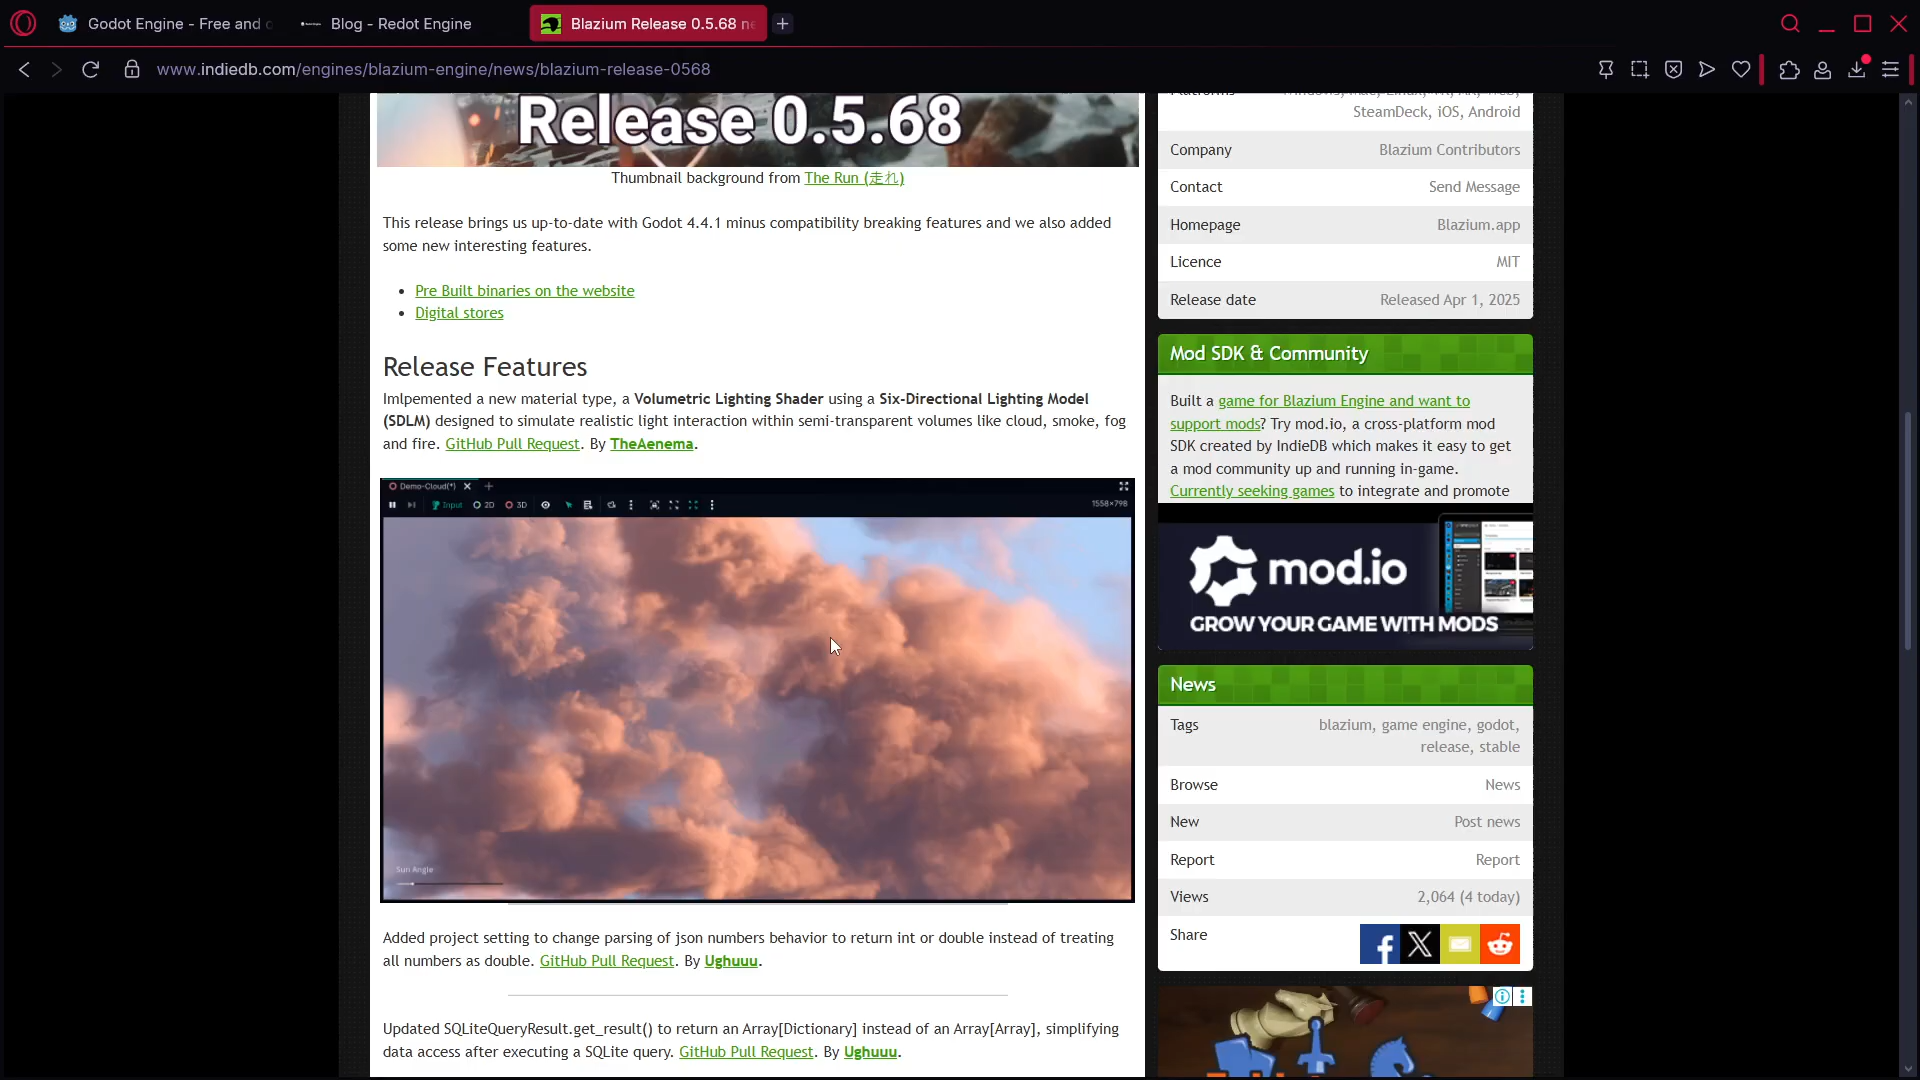 Godot Engine - Free and o
Blog - Redot Engine
Blazium Release 0.5.68 ne
www.indiedb.com/engines/blazium-engine/news/blazium-release-0568
Release 0.5.68
Thumbnail background from The Run (走れ)
This release brings us up-to-date with Godot 4.4.1 minus compatibility breaking features and we also added
some new interesting features.
Pre Built binaries on the website
Digital stores
Release Features
Imlpemented a new material type, a Volumetric Lighting Shader using a Six-Directional Lighting Model
(SDLM) designed to simulate realistic light interaction within semi-transparent volumes like cloud, smoke, fog
and fire. GitHub Pull Request. By TheAenema.
Demo-Cloud(*)
Input 2D 3D
1558×798
Sun Angle
Added project setting to change parsing of json numbers behavior to return int or double instead of treating
all numbers as double. GitHub Pull Request. By Ughuuu.
Updated SQLiteQueryResult.get_result() to return an Array[Dictionary] instead of an Array[Array], simplifying
data access after executing a SQLite query. GitHub Pull Request. By Ughuuu.
SteamDeck, iOS, Android
Company Blazium Contributors
Contact Send Message
Homepage Blazium.app
Licence MIT
Release date Released Apr 1, 2025
Mod SDK & Community
Built a game for Blazium Engine and want to
support mods? Try mod.io, a cross-platform mod
SDK created by IndieDB which makes it easy to get
a mod community up and running in-game.
Currently seeking games to integrate and promote
mod.io
GROW YOUR GAME WITH MODS
News
Tags blazium, game engine, godot,
release, stable
Browse News
New Post news
Report Report
Views 2,064 (4 today)
Share